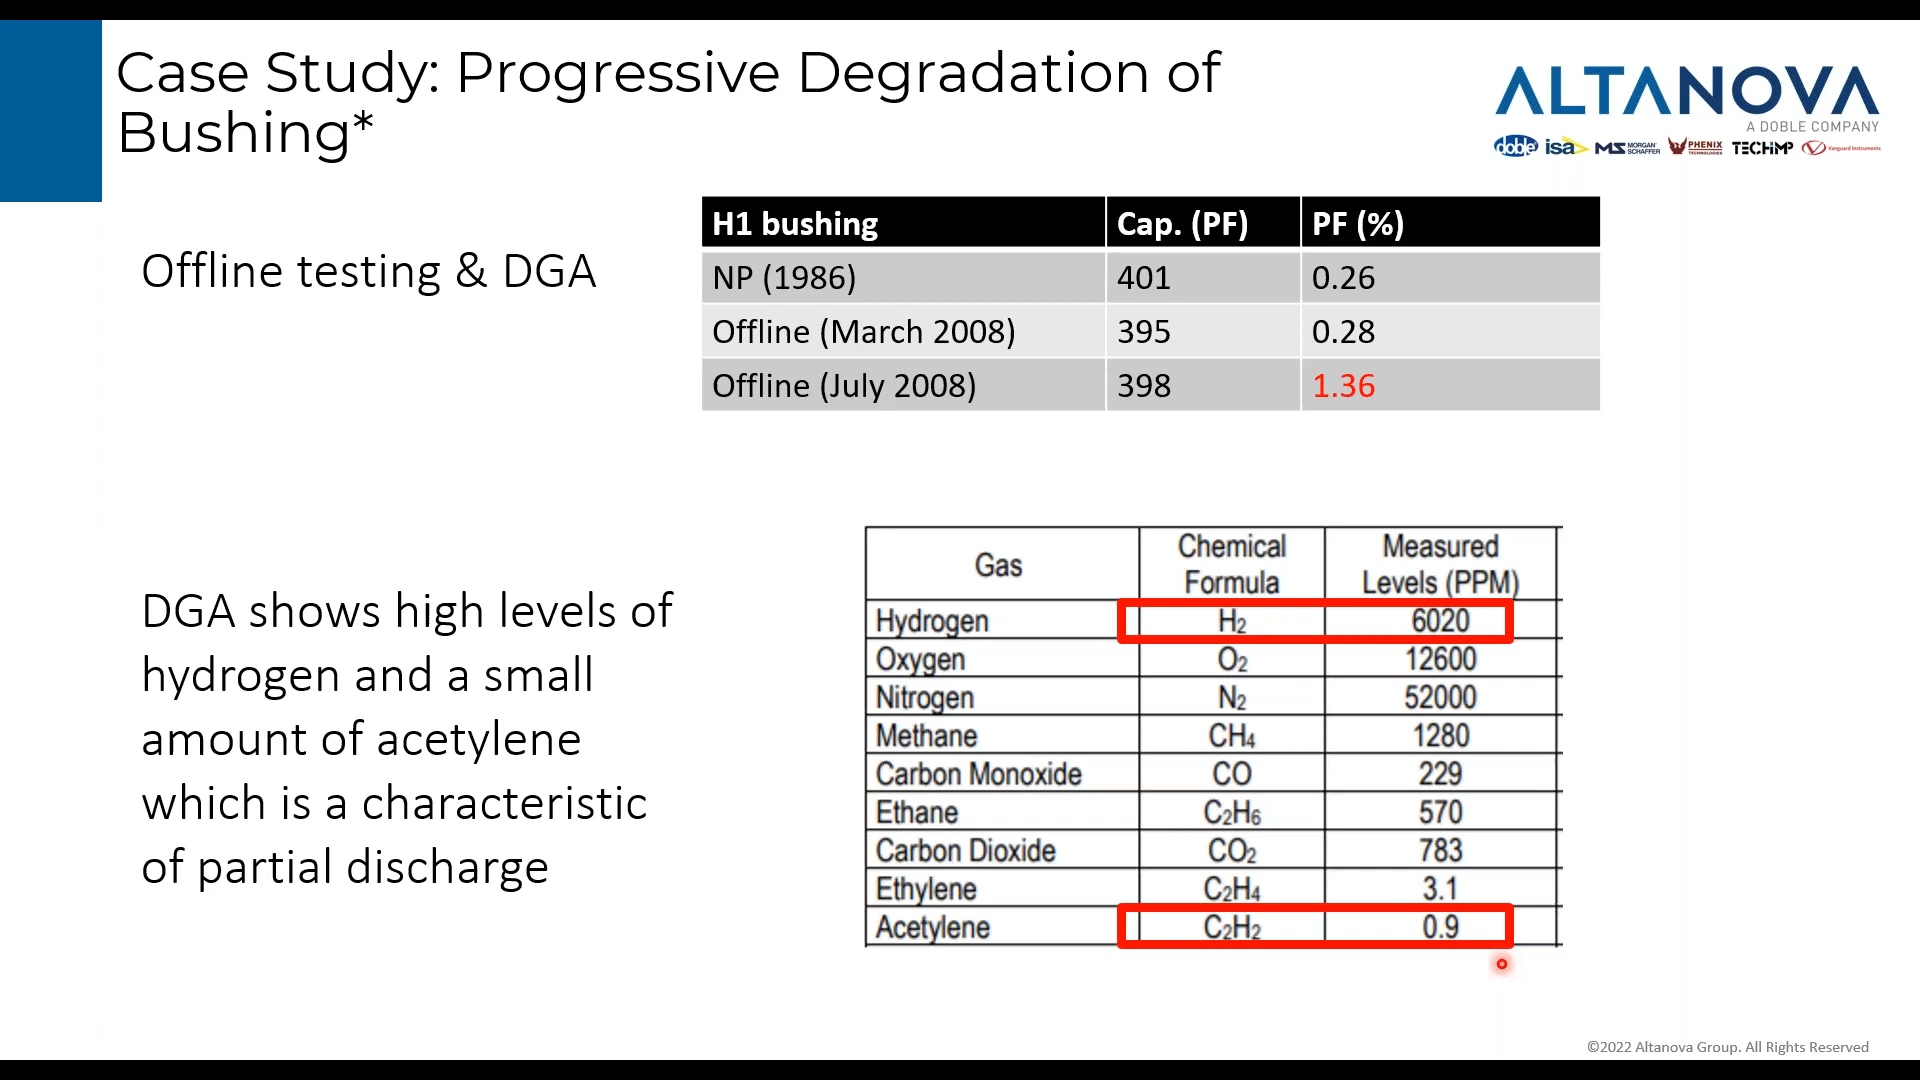 Case Study: Progressive Degradation of
Bushing*
ALTANOVA
A DOBLE COMPANY
doble isa MS MORGAN SCHAFFER PHENIX TECHNOLOGIES TECHIMP Vanguard Instruments
Offline testing & DGA
H1 bushing Cap. (PF) PF (%)
NP (1986) 401 0.26
Offline (March 2008) 395 0.28
Offline (July 2008) 398 1.36
DGA shows high levels of
hydrogen and a small
amount of acetylene
which is a characteristic
of partial discharge
Gas Chemical Formula Measured Levels (PPM)
Hydrogen H2 6020
Oxygen O2 12600
Nitrogen N2 52000
Methane CH4 1280
Carbon Monoxide CO 229
Ethane C2H6 570
Carbon Dioxide CO2 783
Ethylene C2H4 3.1
Acetylene C2H2 0.9
©2022 Altanova Group. All Rights Reserved